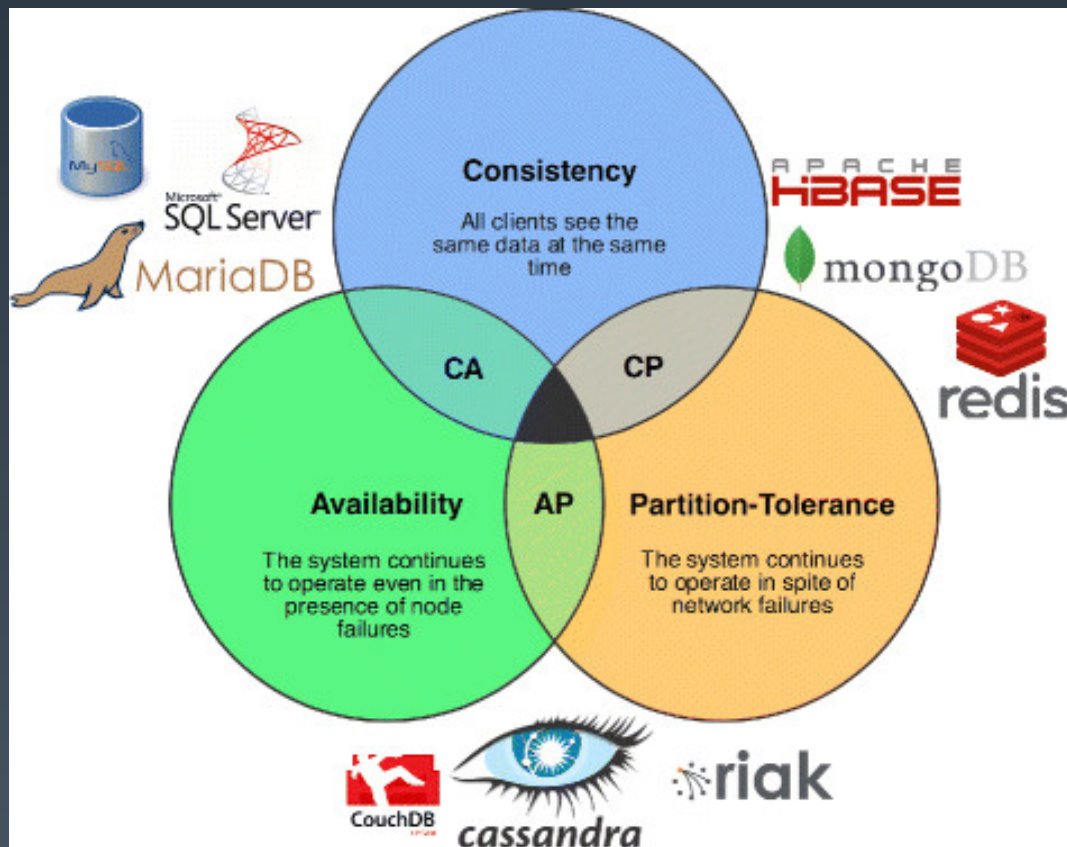 MySQL
Microsoft
SQL Server
MariaDB
Consistency
All clients see the
same data at the same
time
APACHE
HBASE
mongoDB
redis
CA
CP
Availability
The system continues
to operate even in the
presence of node
failures
AP
Partition-Tolerance
The system continues
to operate in spite of
network failures
CouchDB
cassandra
riak